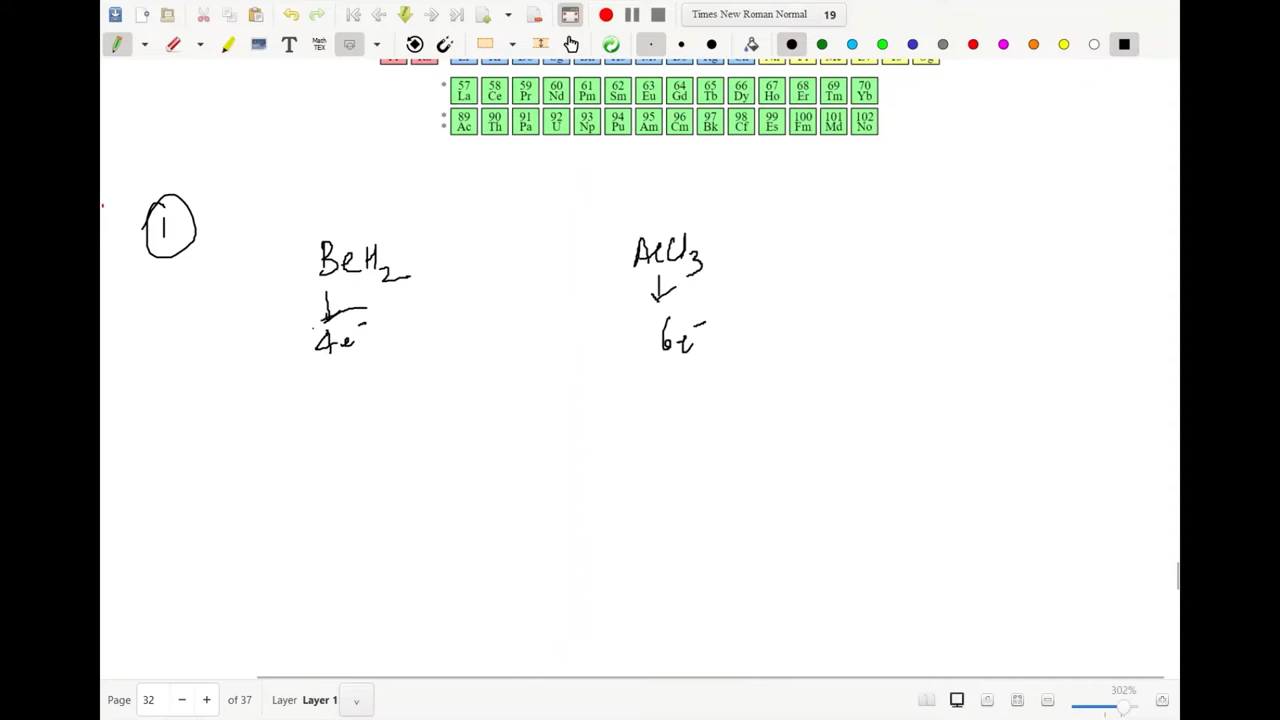 Times New Roman Normal 19
T Math TEX
57 58 59 60 61 62 63 64 65 66 67 68 69 70
* La Ce Pr Nd Pm Sm Eu Gd Tb Dy Ho Er Tm Yb
* 89 90 91 92 93 94 95 96 97 98 99 100 101 102
* Ac Th Pa U Np Pu Am Cm Bk Cf Es Fm Md No
1
BeH2 AlCl3
4e- 6e-
Page 32 of 37 Layer Layer 1 302%